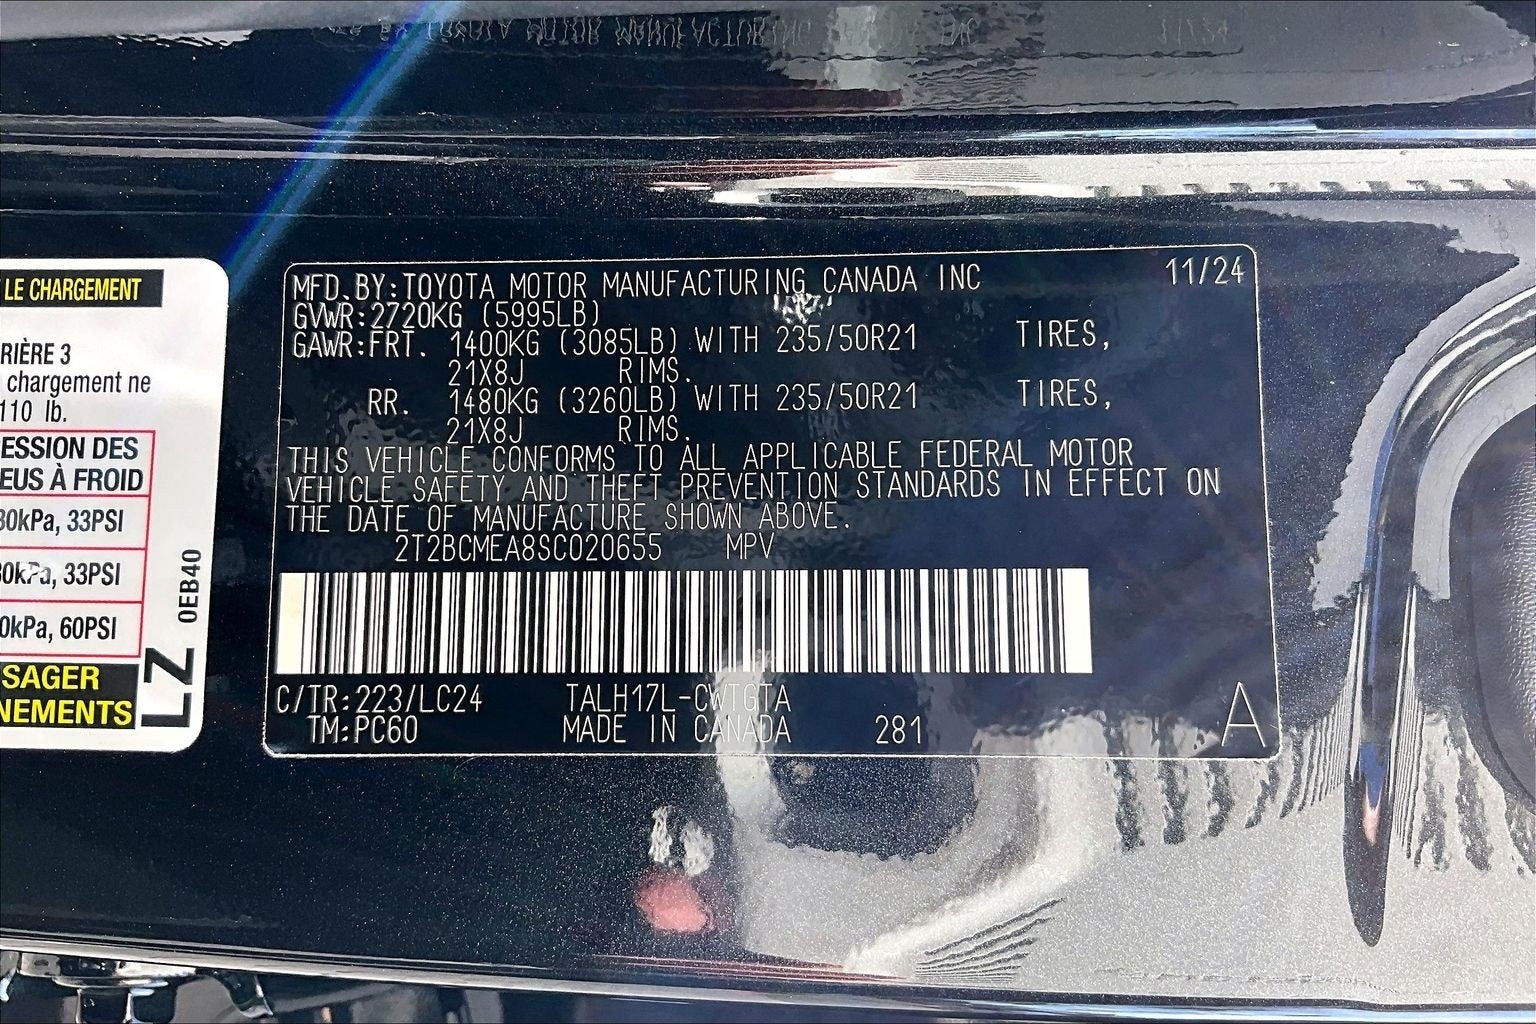 LE CHARGEMENT
RIÈRE 3
chargement ne
110 lb.
ESSION DES
EUS À FROID
30kPa, 33PSI
30kPa, 33PSI
0kPa, 60PSI
SAGER
NEMENTS
0EB40
LZ
MFD.BY:TOYOTA MOTOR MANUFACTURING CANADA INC 11/24
GVWR:2720KG (5995LB)
GAWR:FRT. 1400KG (3085LB) WITH 235/50R21 TIRES,
21X8J RIMS.
RR. 1480KG (3260LB) WITH 235/50R21 TIRES,
21X8J RIMS.
THIS VEHICLE CONFORMS TO ALL APPLICABLE FEDERAL MOTOR
VEHICLE SAFETY AND THEFT PREVENTION STANDARDS IN EFFECT ON
THE DATE OF MANUFACTURE SHOWN ABOVE.
2T2BCMEA8SC020655 MPV
C/TR:223/LC24 TALH17L-CWTGTA
TM:PC60 MADE IN CANADA 281 A